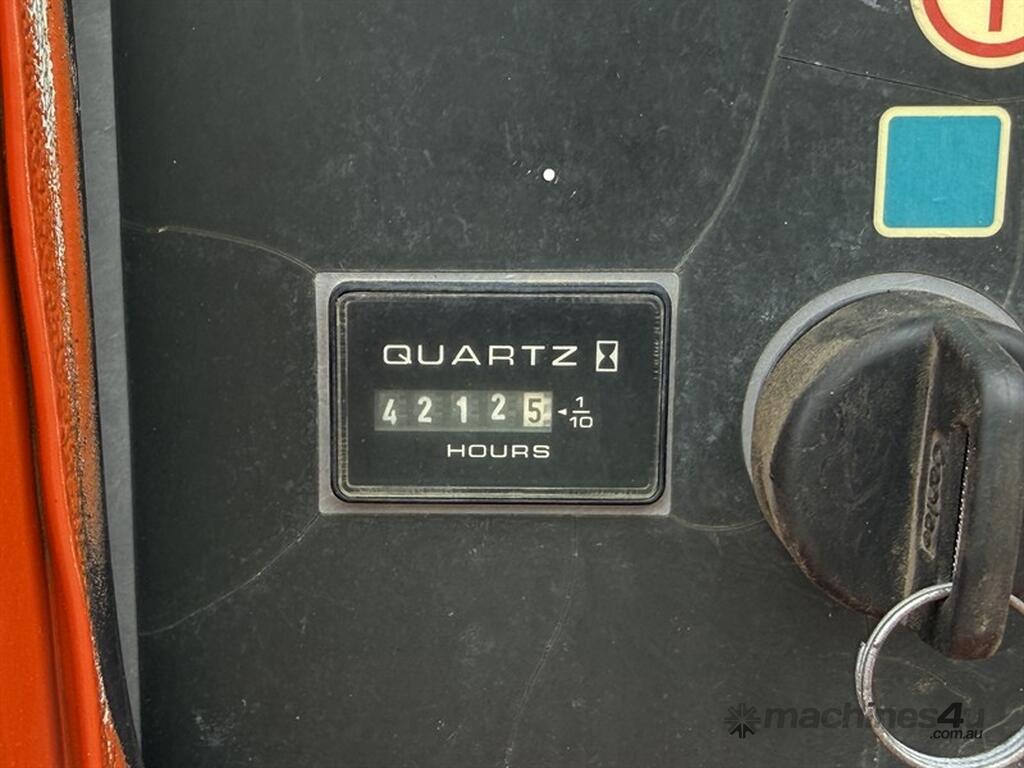 QUARTZ
42125 ◄ 1/10
HOURS
machines4u
.com.au